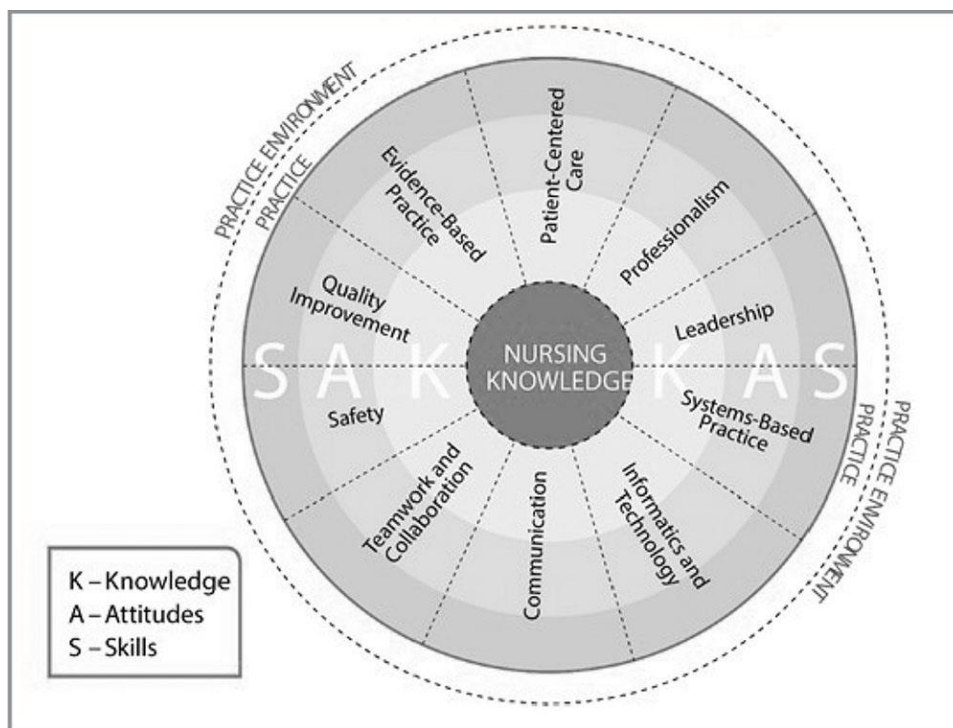 PRACTICE ENVIRONMENT
PRACTICE
Patient-Centered
Care
Evidence-Based
Practice
Professionalism
Quality
Improvement
Leadership
S A K
NURSING
KNOWLEDGE
K A S
Safety
Systems-Based
Practice
Teamwork and
Collaboration
Communication
Informatics and
Technology
PRACTICE
PRACTICE ENVIRONMENT
K – Knowledge
A – Attitudes
S – Skills